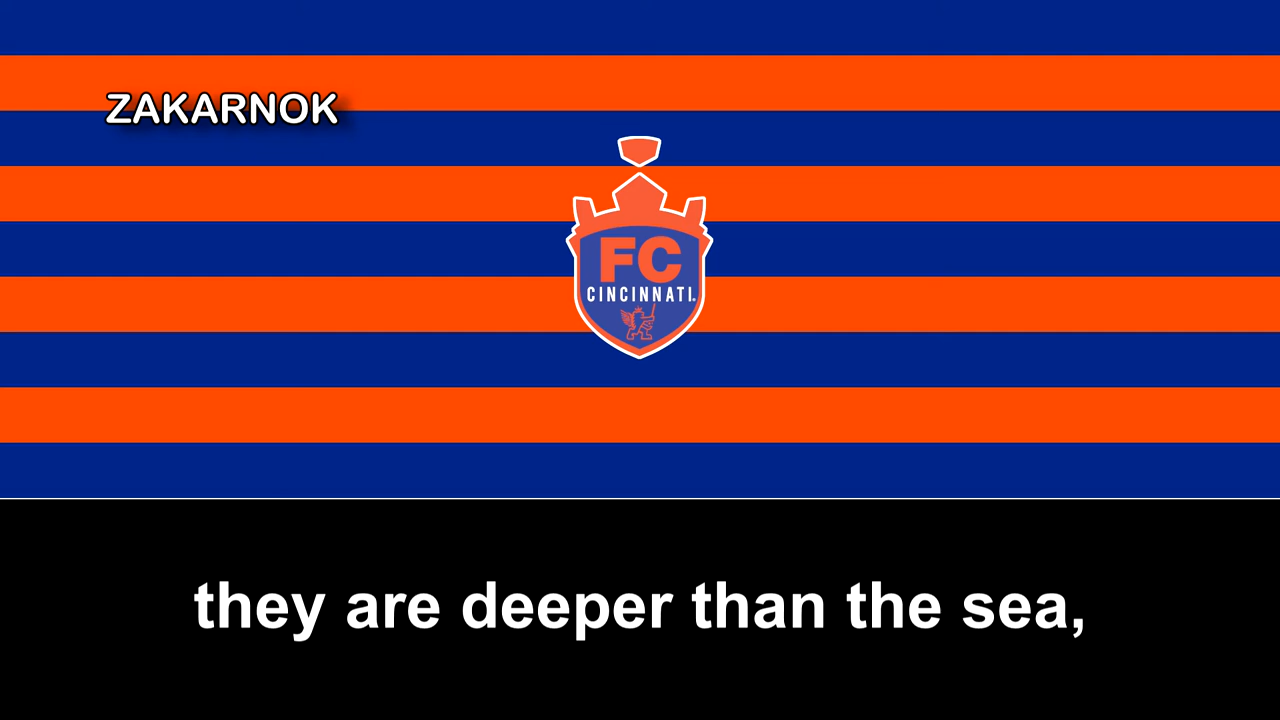 ZAKARNOK
FC
CINCINNATI
they are deeper than the sea,